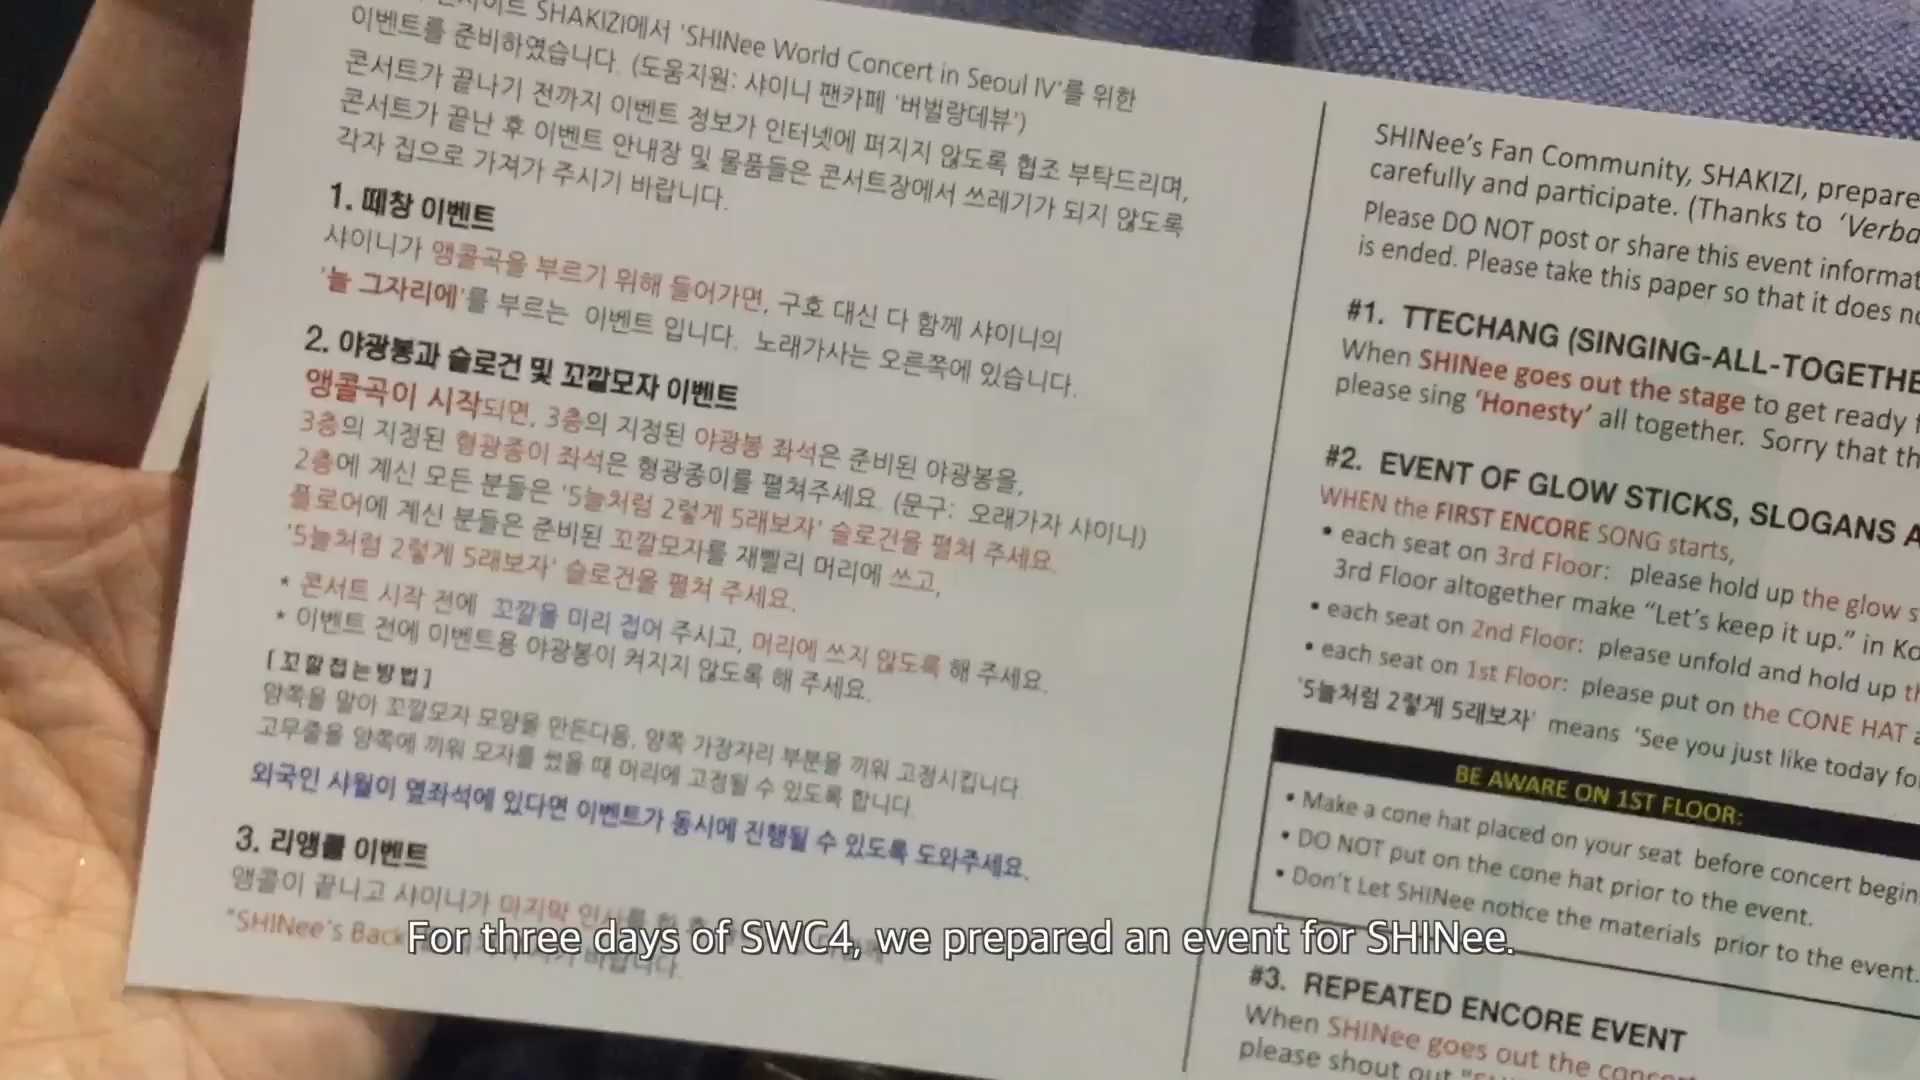 SHAKIZI에서 'SHINee World Concert in Seoul IV'를 위한
이벤트를 준비하였습니다. (도움지원: 샤이니 팬카페 '버벌랑데뷰')
콘서트가 끝나기 전까지 이벤트 정보가 인터넷에 퍼지지 않도록 협조 부탁드리며,
콘서트가 끝난 후 이벤트 안내장 및 물품들은 콘서트장에서 쓰레기가 되지 않도록
각자 집으로 가져가 주시기 바랍니다.
1. 떼창 이벤트
샤이니가 앵콜곡을 부르기 위해 들어가면, 구호 대신 다 함께 샤이니의
'늘 그자리에'를 부르는 이벤트 입니다. 노래가사는 오른쪽에 있습니다.
2. 야광봉과 슬로건 및 꼬깔모자 이벤트
앵콜곡이 시작되면, 3층의 지정된 야광봉 좌석은 준비된 야광봉을,
3층의 지정된 형광종이 좌석은 형광종이를 펼쳐주세요. (문구: 오래가자 샤이니)
2층에 계신 모든 분들은 '5늘처럼 2렇게 5래보자' 슬로건을 펼쳐 주세요.
플로어에 계신 분들은 준비된 꼬깔모자를 재빨리 머리에 쓰고,
'5늘처럼 2렇게 5래보자' 슬로건을 펼쳐 주세요.
* 콘서트 시작 전에 꼬깔을 미리 접어 주시고, 머리에 쓰지 않도록 해 주세요.
* 이벤트 전에 이벤트용 야광봉이 켜지지 않도록 해 주세요.
[꼬깔접는방법]
양쪽을 말아 꼬깔모자 모양을 만든다음, 양쪽 가장자리 부분을 끼워 고정시킵니다.
고무줄을 양쪽에 끼워 모자를 썼을 때 머리에 고정될 수 있도록 합니다.
외국인 샤월이 옆좌석에 있다면 이벤트가 동시에 진행될 수 있도록 도와주세요.
3. 리앵콜 이벤트
앵콜이 끝나고 샤이니가 마지막 인사를 한 후
"SHINee's Back
SHINee's Fan Community, SHAKIZI, prepare
carefully and participate. (Thanks to 'Verba
Please DO NOT post or share this event informat
is ended. Please take this paper so that it does no
#1. TTECHANG (SINGING-ALL-TOGETHE
When SHINee goes out the stage to get ready f
please sing 'Honesty' all together. Sorry that th
#2. EVENT OF GLOW STICKS, SLOGANS A
WHEN the FIRST ENCORE SONG starts,
• each seat on 3rd Floor: please hold up the glow s
3rd Floor altogether make "Let's keep it up." in Ko
• each seat on 2nd Floor: please unfold and hold up th
• each seat on 1st Floor: please put on the CONE HAT a
'5늘처럼 2렇게 5래보자' means 'See you just like today fo
BE AWARE ON 1ST FLOOR:
• Make a cone hat placed on your seat before concert begin
• DO NOT put on the cone hat prior to the event.
• Don't Let SHINee notice the materials prior to the event.
#3. REPEATED ENCORE EVENT
When SHINee goes out the concert
please shout out
For three days of SWC4, we prepared an event for SHINee.